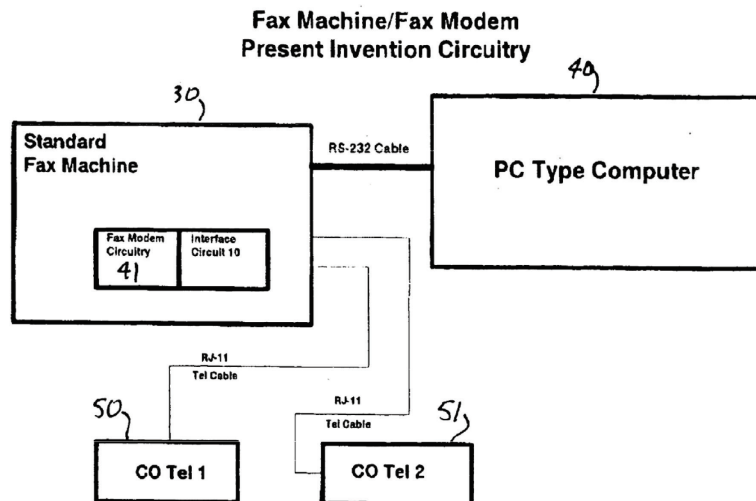 Fax Machine/Fax Modem
Present Invention Circuitry
30
40
Standard
Fax Machine
RS-232 Cable
PC Type Computer
Fax Modem
Circuitry
41
Interface
Circuit 10
RJ-11
Tel Cable
RJ-11
Tel Cable
50
51
CO Tel 1
CO Tel 2